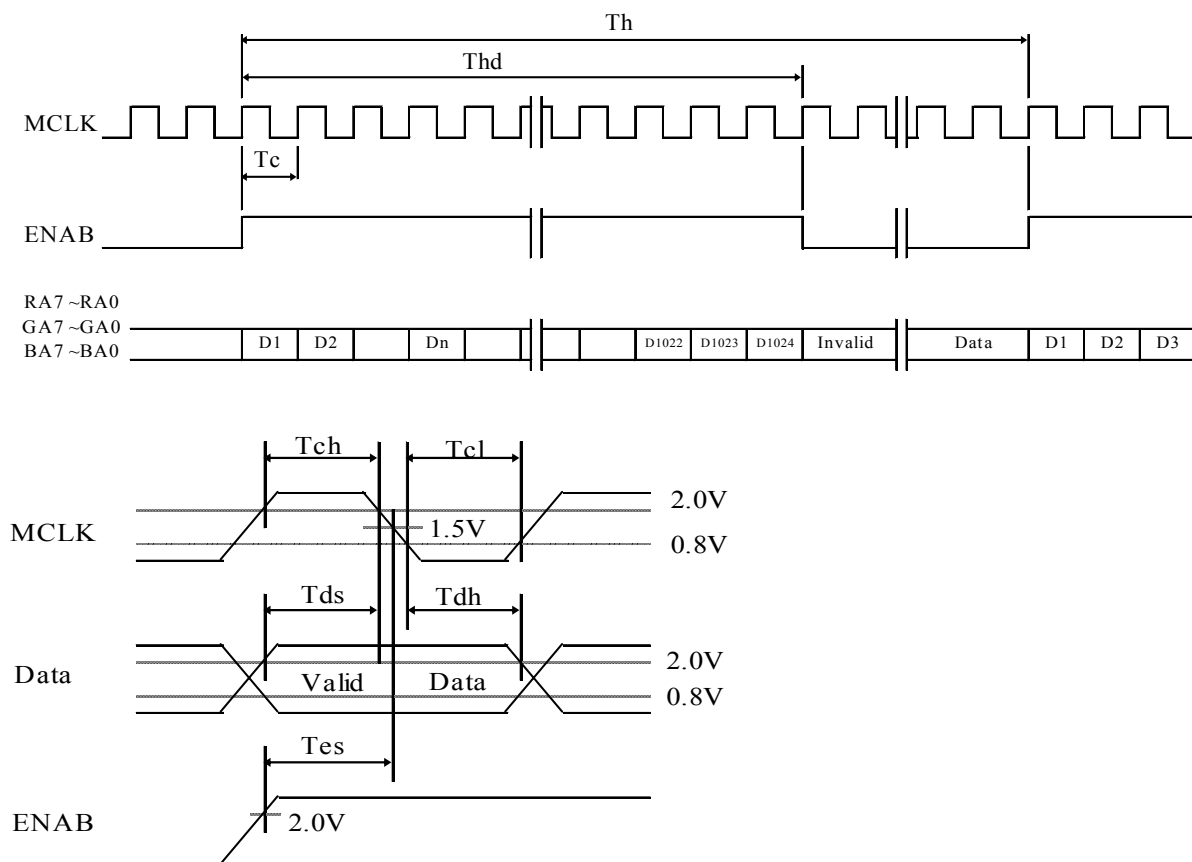 Th
Thd
MCLK
Tc
ENAB
RA7 ~RA0
GA7 ~GA0
BA7 ~BA0
D1 D2 Dn D1022 D1023 D1024 Invalid Data D1 D2 D3
Tch Tcl
MCLK
2.0V
1.5V
0.8V
Tds Tdh
Data
Valid Data
2.0V
0.8V
Tes
ENAB
2.0V